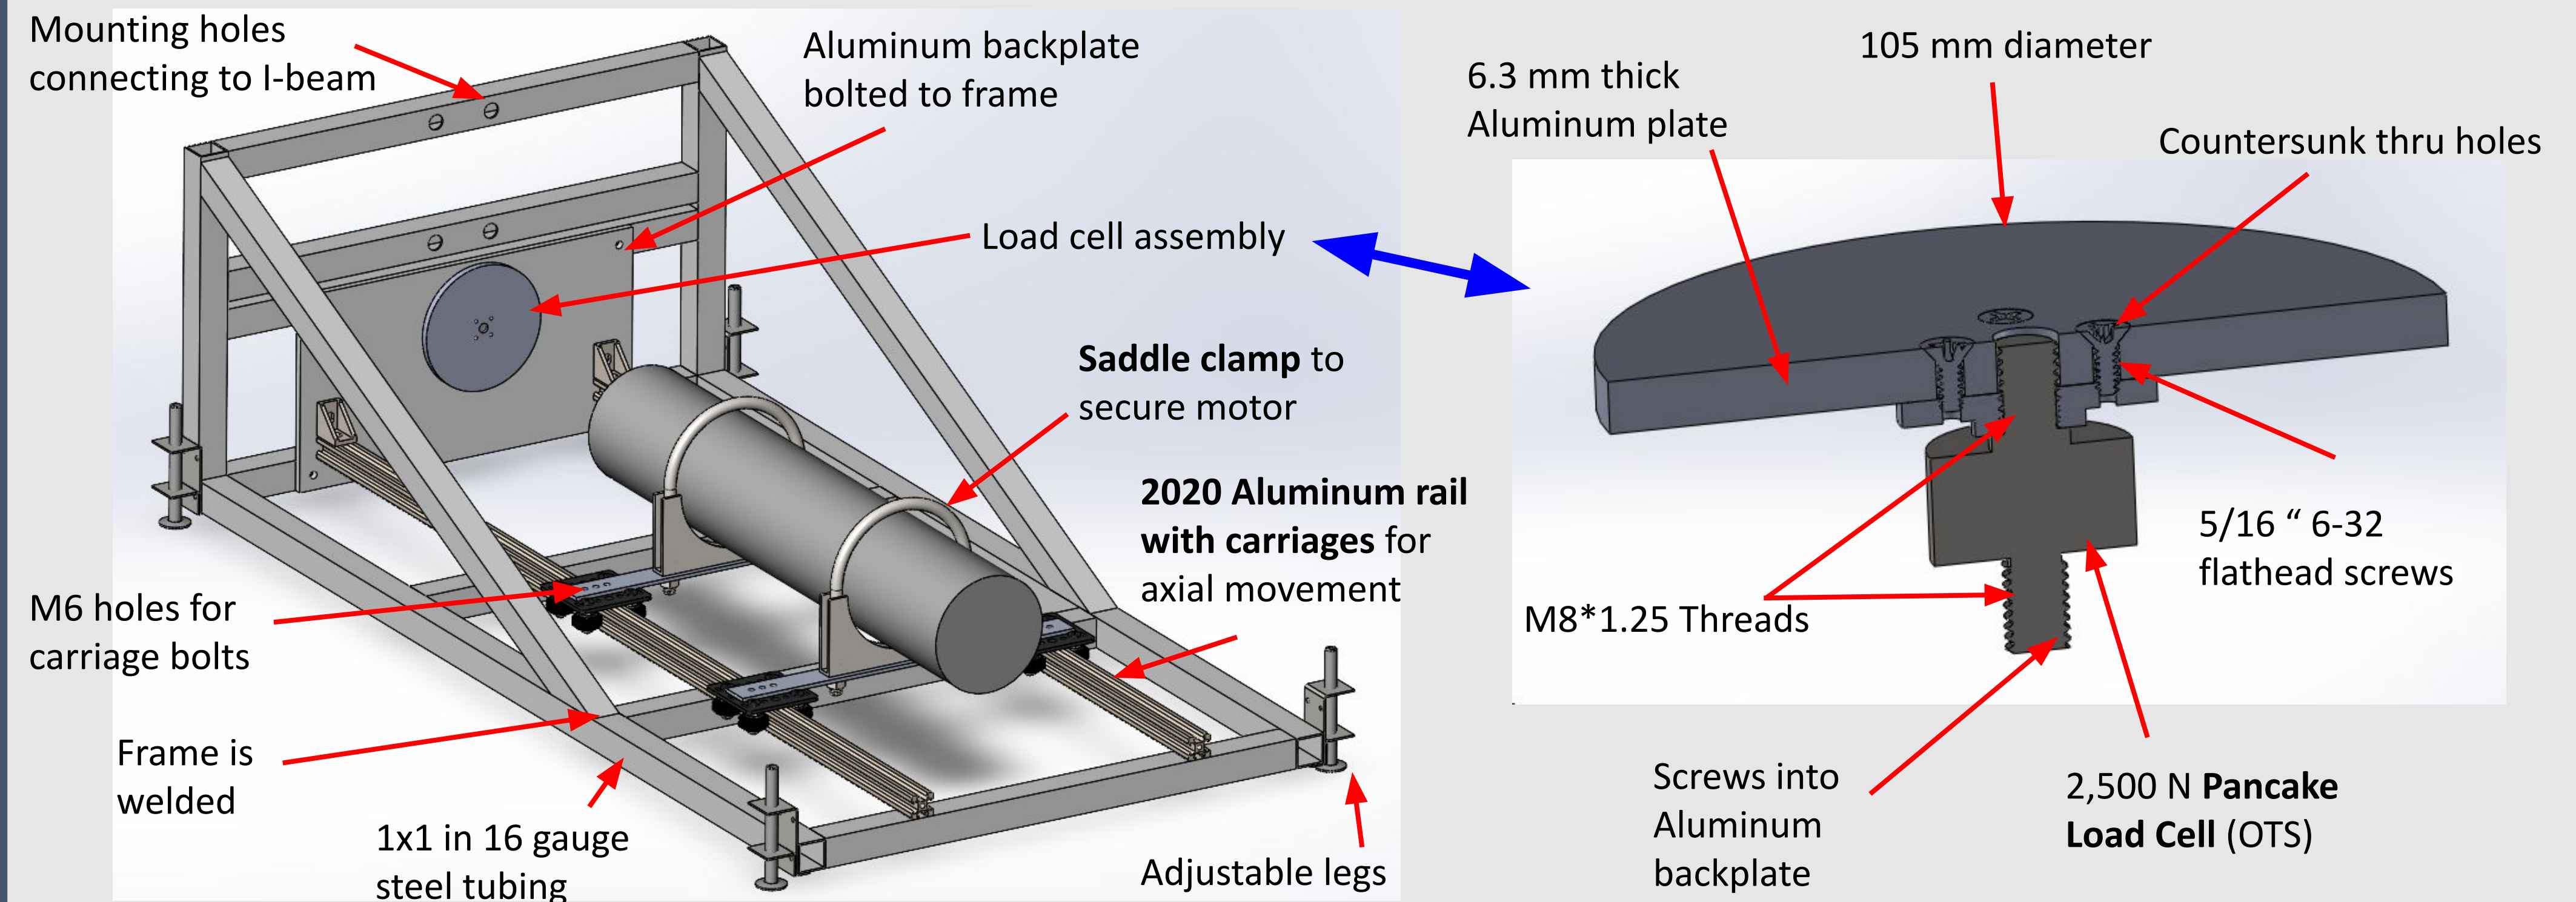 Mounting holes
connecting to I-beam
Aluminum backplate
bolted to frame
Load cell assembly
Saddle clamp to
secure motor
2020 Aluminum rail
with carriages for
axial movement
M6 holes for
carriage bolts
Frame is
welded
1x1 in 16 gauge
steel tubing
Adjustable legs
6.3 mm thick
Aluminum plate
105 mm diameter
Countersunk thru holes
5/16 “ 6-32
flathead screws
M8*1.25 Threads
Screws into
Aluminum
backplate
2,500 N Pancake
Load Cell (OTS)